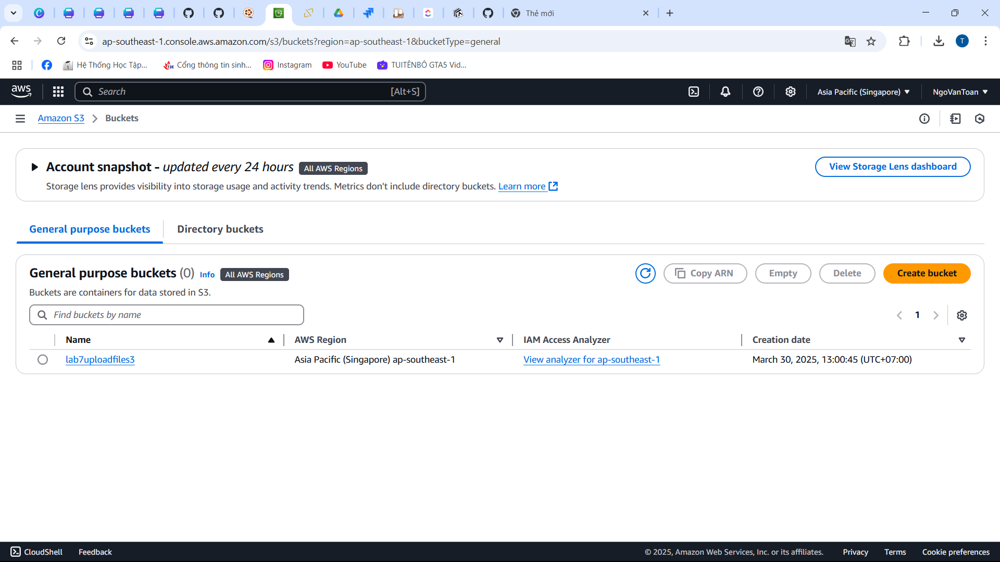 Thẻ mới
ap-southeast-1.console.aws.amazon.com/s3/buckets?region=ap-southeast-1&bucketType=general
T
Hệ Thống Học Tập...
Cổng thông tin sinh...
Instagram
YouTube
TUITÊNBÔ GTA5 Vid...
aws
Search
[Alt+S]
Asia Pacific (Singapore)
NgoVanToan
Amazon S3
Buckets
Account snapshot - updated every 24 hours All AWS Regions
View Storage Lens dashboard
Storage lens provides visibility into storage usage and activity trends. Metrics don't include directory buckets. Learn more
General purpose buckets
Directory buckets
General purpose buckets (0) Info All AWS Regions
Copy ARN
Empty
Delete
Create bucket
Buckets are containers for data stored in S3.
Find buckets by name
1
Name
AWS Region
IAM Access Analyzer
Creation date
lab7uploadfiles3
Asia Pacific (Singapore) ap-southeast-1
View analyzer for ap-southeast-1
March 30, 2025, 13:00:45 (UTC+07:00)
CloudShell
Feedback
© 2025, Amazon Web Services, Inc. or its affiliates.
Privacy
Terms
Cookie preferences